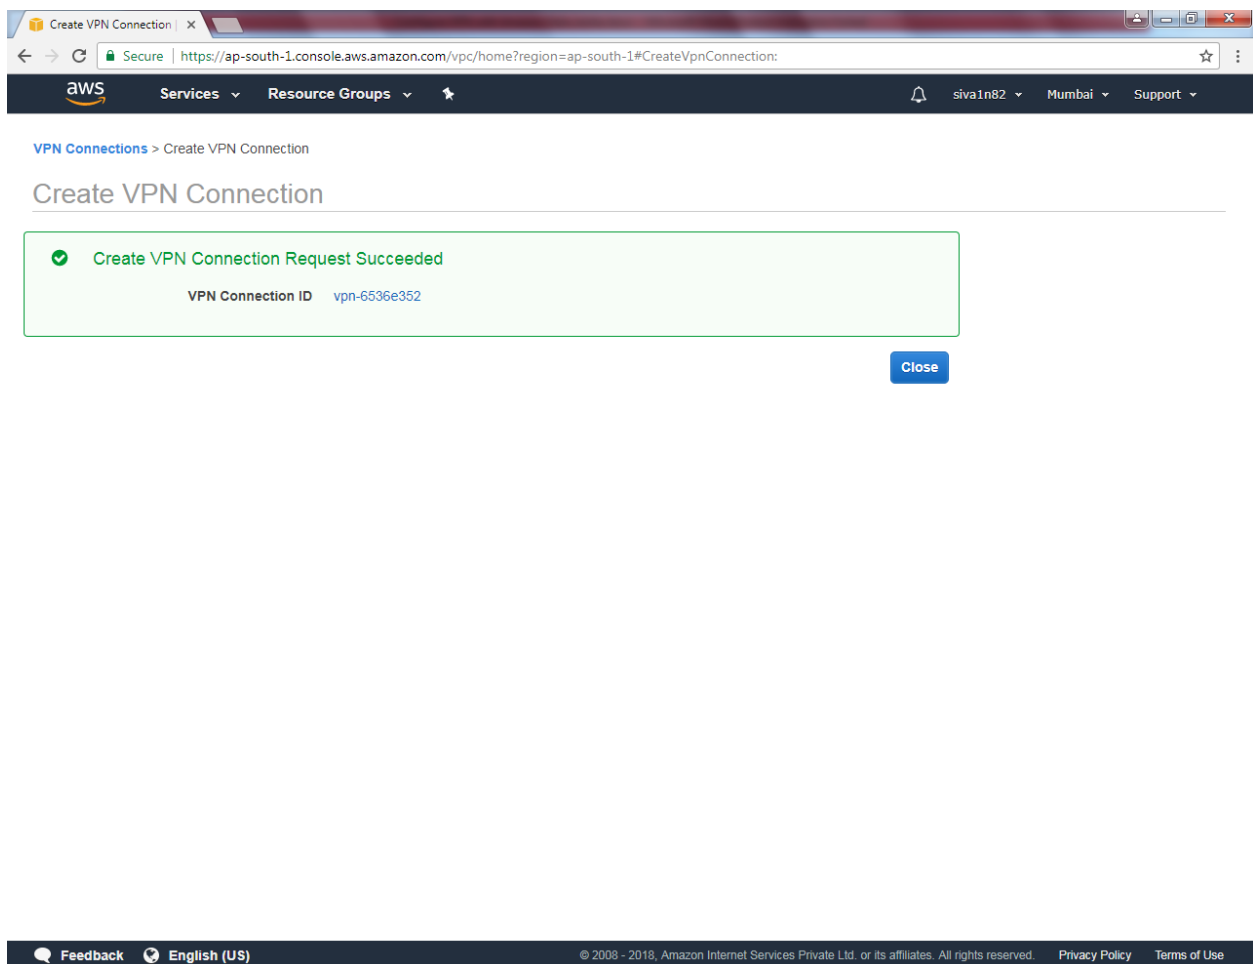 Create VPN Connection
Secure | https://ap-south-1.console.aws.amazon.com/vpc/home?region=ap-south-1#CreateVpnConnection:
aws Services Resource Groups siva1n82 Mumbai Support
VPN Connections > Create VPN Connection
Create VPN Connection
Create VPN Connection Request Succeeded
VPN Connection ID vpn-6536e352
Close
Feedback English (US) © 2008 - 2018, Amazon Internet Services Private Ltd. or its affiliates. All rights reserved. Privacy Policy Terms of Use